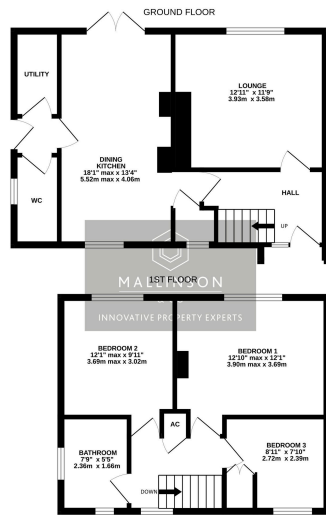 GROUND FLOOR
UTILITY
LOUNGE
12'11" x 11'9"
3.93m x 3.58m
DINING
KITCHEN
18'1" max x 13'4"
5.52m max x 4.06m
WC
HALL
UP
1ST FLOOR
MALLINSON
INNOVATIVE PROPERTY EXPERTS
BEDROOM 2
12'1" max x 9'11"
3.69m max x 3.02m
BEDROOM 1
12'10" max x 12'1"
3.90m max x 3.69m
AC
BATHROOM
7'9" x 5'5"
2.36m x 1.66m
BEDROOM 3
8'11" x 7'10"
2.72m x 2.39m
DOWN